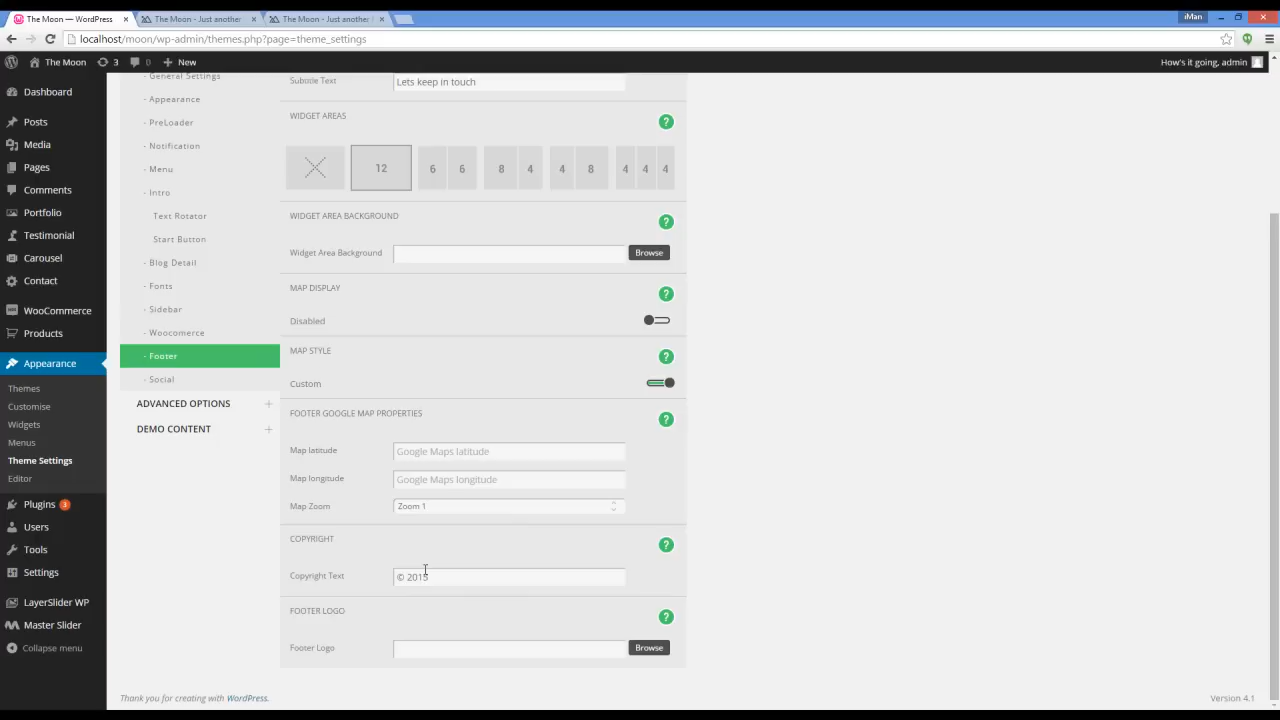 The Moon — WordPress
The Moon - Just another
The Moon - Just another
iMan
localhost/moon/wp-admin/themes.php?page=theme_settings
The Moon
3
0
New
How's it going, admin
Dashboard
Posts
Media
Pages
Comments
Portfolio
Testimonial
Carousel
Contact
WooCommerce
Products
Appearance
Themes
Customise
Widgets
Menus
Theme Settings
Editor
Plugins 3
Users
Tools
Settings
LayerSlider WP
Master Slider
Collapse menu
- General Settings
- Appearance
- PreLoader
- Notification
- Menu
- Intro
Text Rotator
Start Button
- Blog Detail
- Fonts
- Sidebar
- Woocomerce
- Footer
- Social
ADVANCED OPTIONS +
DEMO CONTENT +
Subtitle Text Lets keep in touch
WIDGET AREAS ?
12 6 6 8 4 4 8 4 4 4
WIDGET AREA BACKGROUND ?
Widget Area Background Browse
MAP DISPLAY ?
Disabled
MAP STYLE ?
Custom
FOOTER GOOGLE MAP PROPERTIES ?
Map latitude Google Maps latitude
Map longitude Google Maps longitude
Map Zoom Zoom 1
COPYRIGHT ?
Copyright Text © 2015
FOOTER LOGO ?
Footer Logo Browse
Thank you for creating with WordPress.
Version 4.1